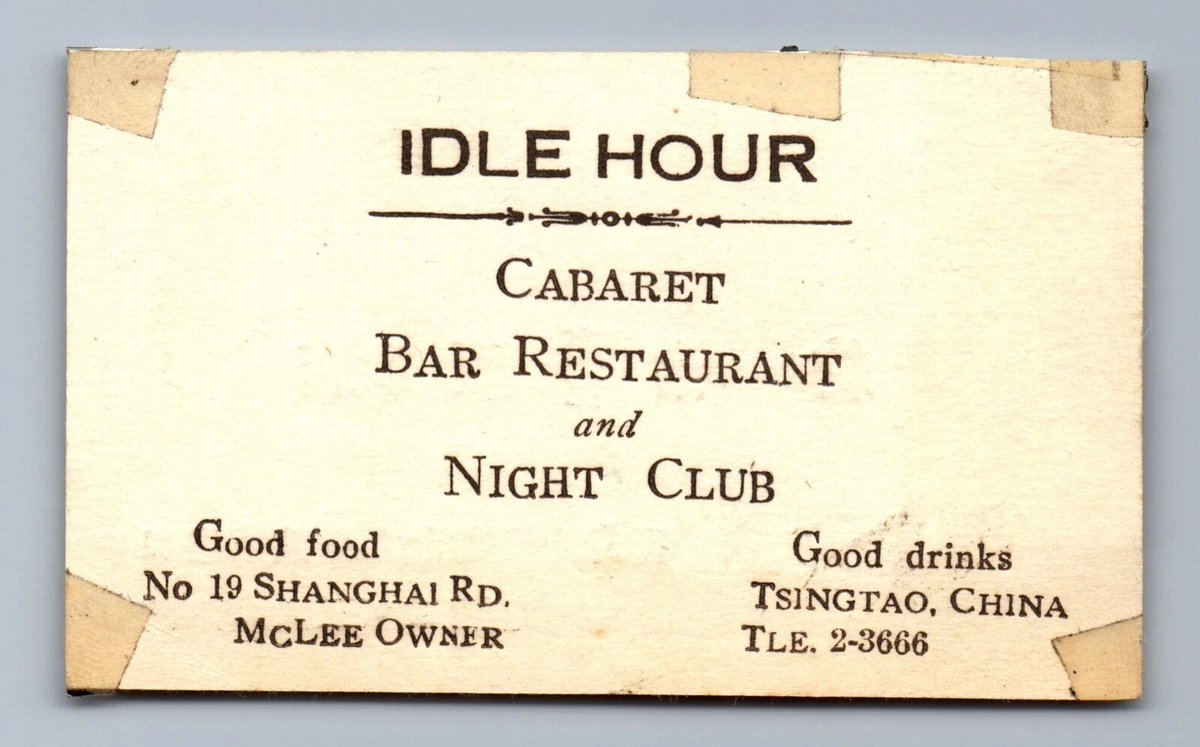 IDLE HOUR
CABARET
BAR RESTAURANT
and
NIGHT CLUB
Good food
No 19 SHANGHAI RD.
McLEE OWNER
Good drinks
TSINGTAO, CHINA
TLE. 2-3666